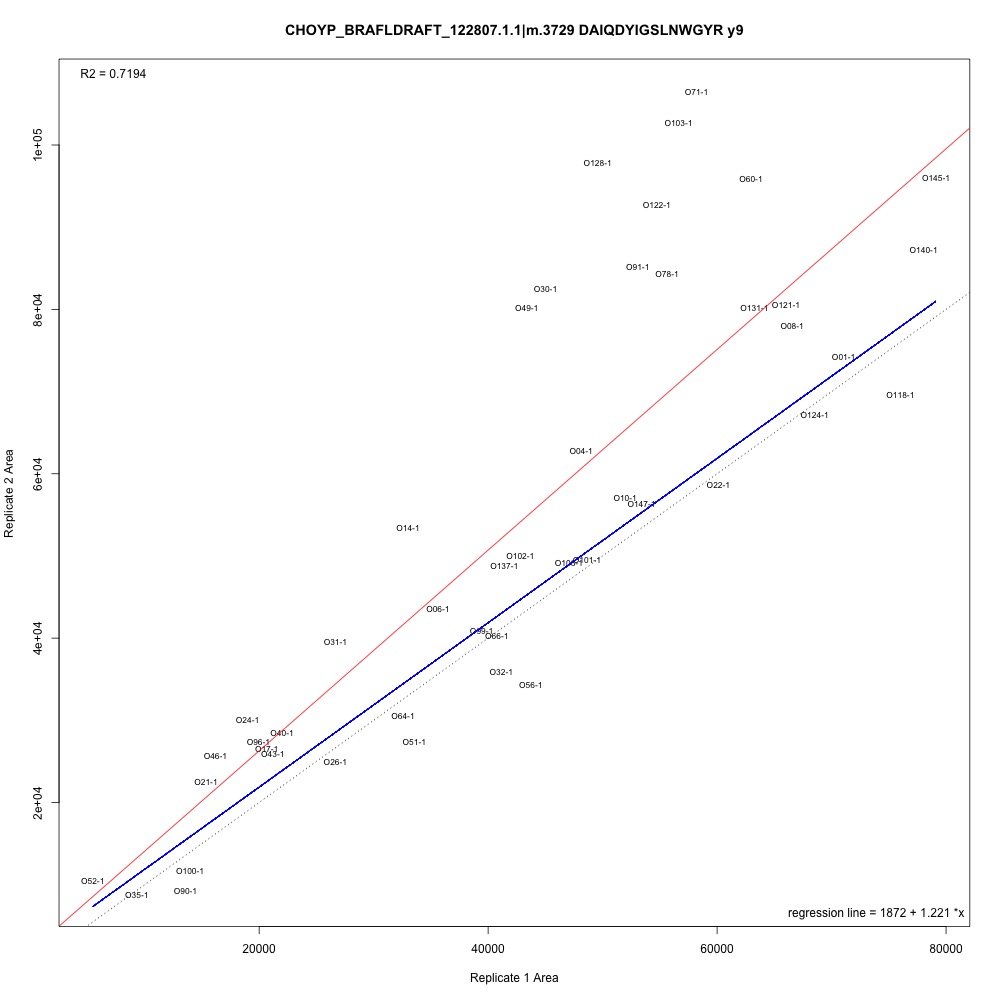 CHOYP_BRAFLDRAFT_122807.1.1|m.3729 DAIQDYIGSLNWGYR y9
R2 = 0.7194
O71-1
O103-1
O128-1
O60-1
O145-1
O122-1
O140-1
O91-1
O78-1
O30-1
O49-1
O131-1
O121-1
O08-1
O01-1
O118-1
O124-1
O04-1
O22-1
O10-1
O147-1
O14-1
O102-1
O137-1
O101-1
O06-1
O99-1
O66-1
O31-1
O32-1
O56-1
O64-1
O24-1
O40-1
O96-1
O17-1
O43-1
O51-1
O46-1
O26-1
O21-1
O100-1
O52-1
O35-1
O90-1
regression line = 1872 + 1.221 *x
1e+05
8e+04
6e+04
4e+04
2e+04
Replicate 2 Area
20000
40000
60000
80000
Replicate 1 Area